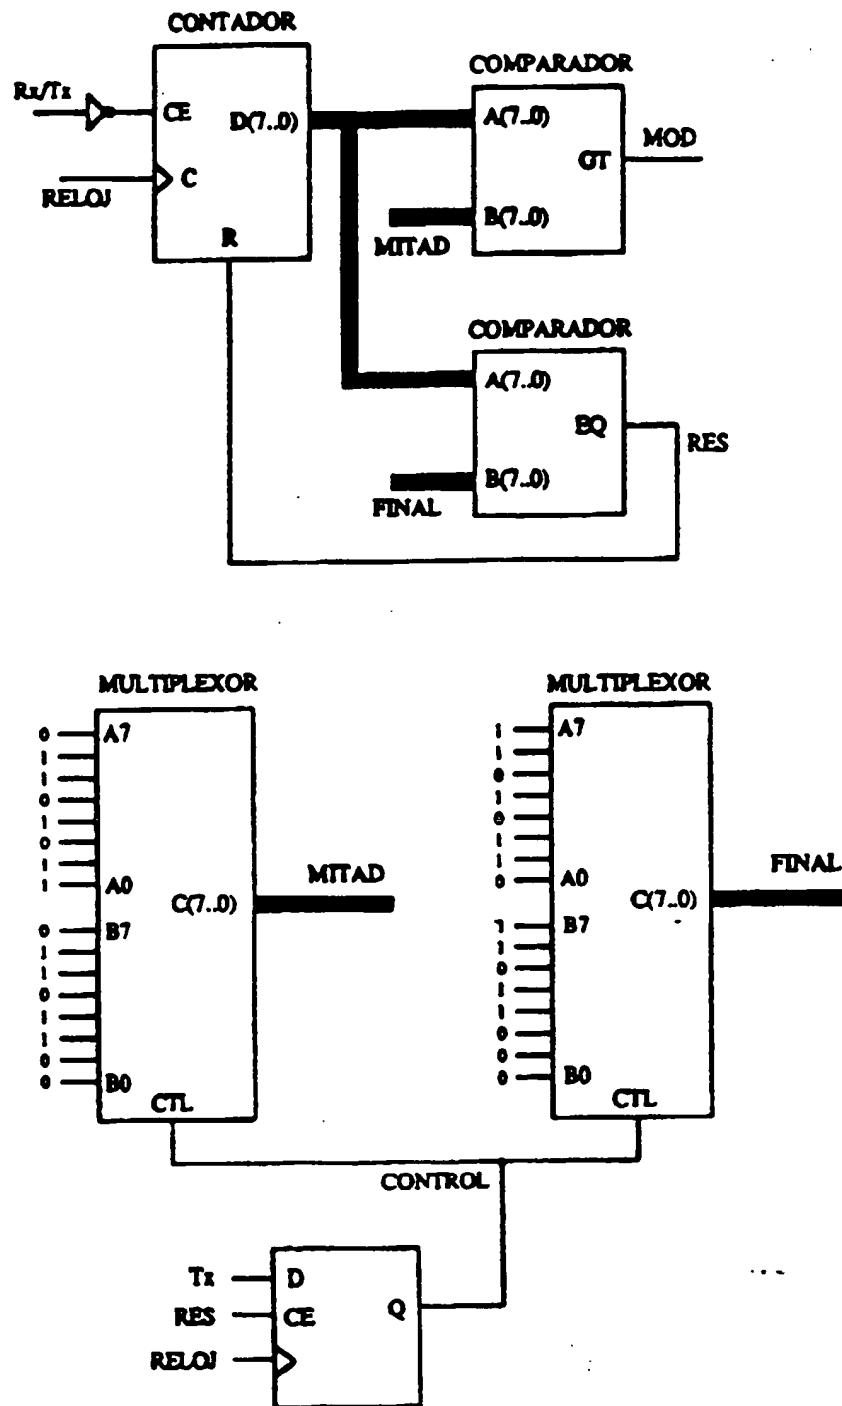 CONTADOR
Rx/Tx
CE
D(7..0)
RELOJ
C
R
COMPARADOR
A(7..0)
GT
MOD
B(7..0)
MITAD
COMPARADOR
A(7..0)
EQ
RES
B(7..0)
FINAL
MULTIPLEXOR
0 A7
1
1
0
1
0
1
1 A0
C(7..0)
MITAD
0 B7
1
1
0
1
1
0
0 B0
CTL
MULTIPLEXOR
1 A7
1
0
1
0
1
1
0 A0
C(7..0)
FINAL
1 B7
1
0
1
1
0
0
0 B0
CTL
CONTROL
Tx D
RES CE
Q
RELOJ